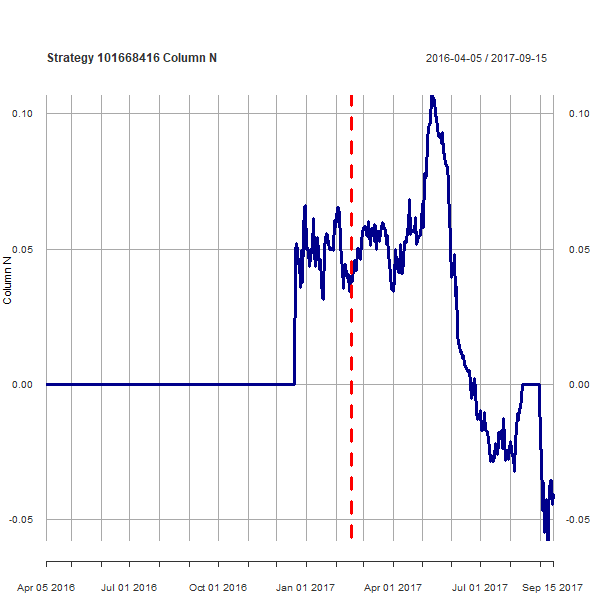 Strategy 101668416 Column N
2016-04-05 / 2017-09-15
0.10
0.10
0.05
0.05
Column N
0.00
0.00
-0.05
-0.05
Apr 05 2016
Jul 01 2016
Oct 01 2016
Jan 01 2017
Apr 01 2017
Jul 01 2017
Sep 15 2017